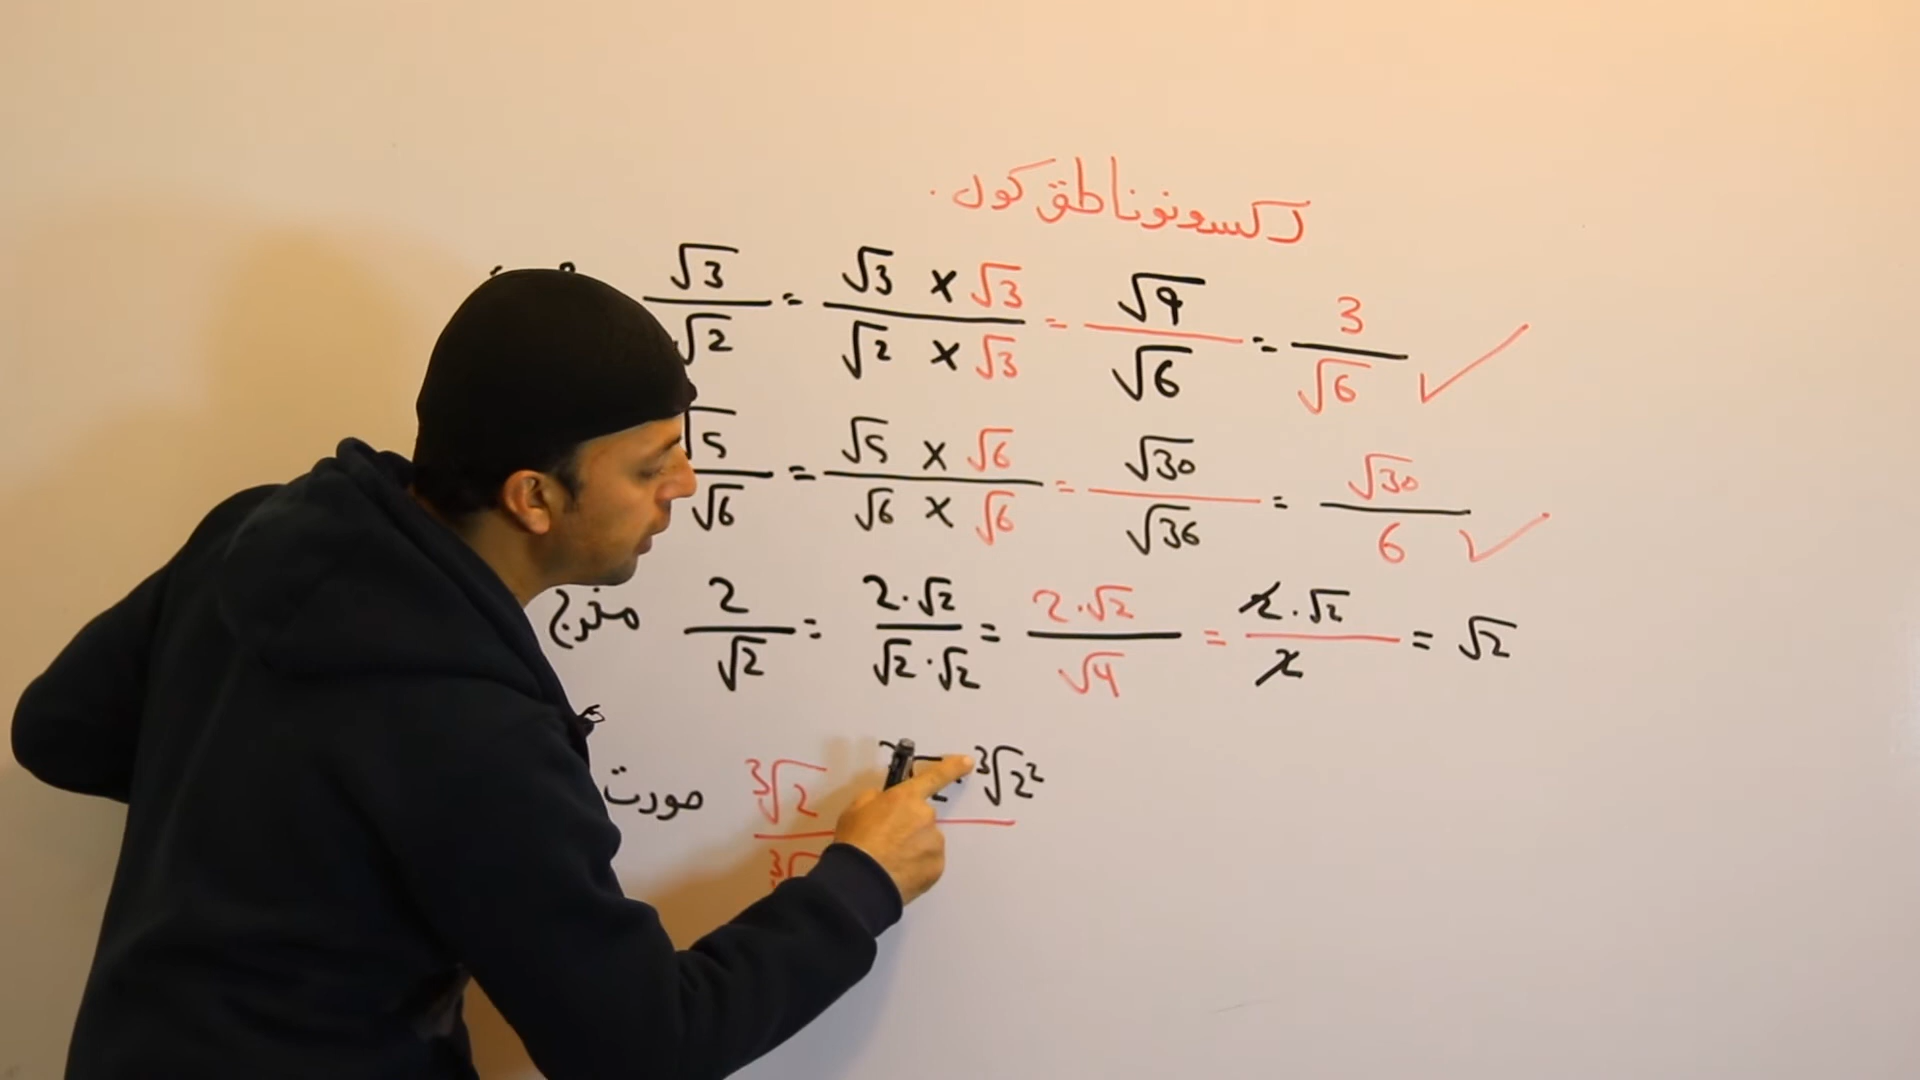 د کسونو ناطق کول.
√3/√2 = √3 × √3/√2 × √3 = √9/√6 = 3/√6 ✓
√5/√6 = √5 × √6/√6 × √6 = √30/√36 = √30/6 ✓
مخرج 2/√2 = 2·√2/√2·√2 = 2·√2/√4 = 2·√2/2 = √2
صورت ∛2 · ∛2²